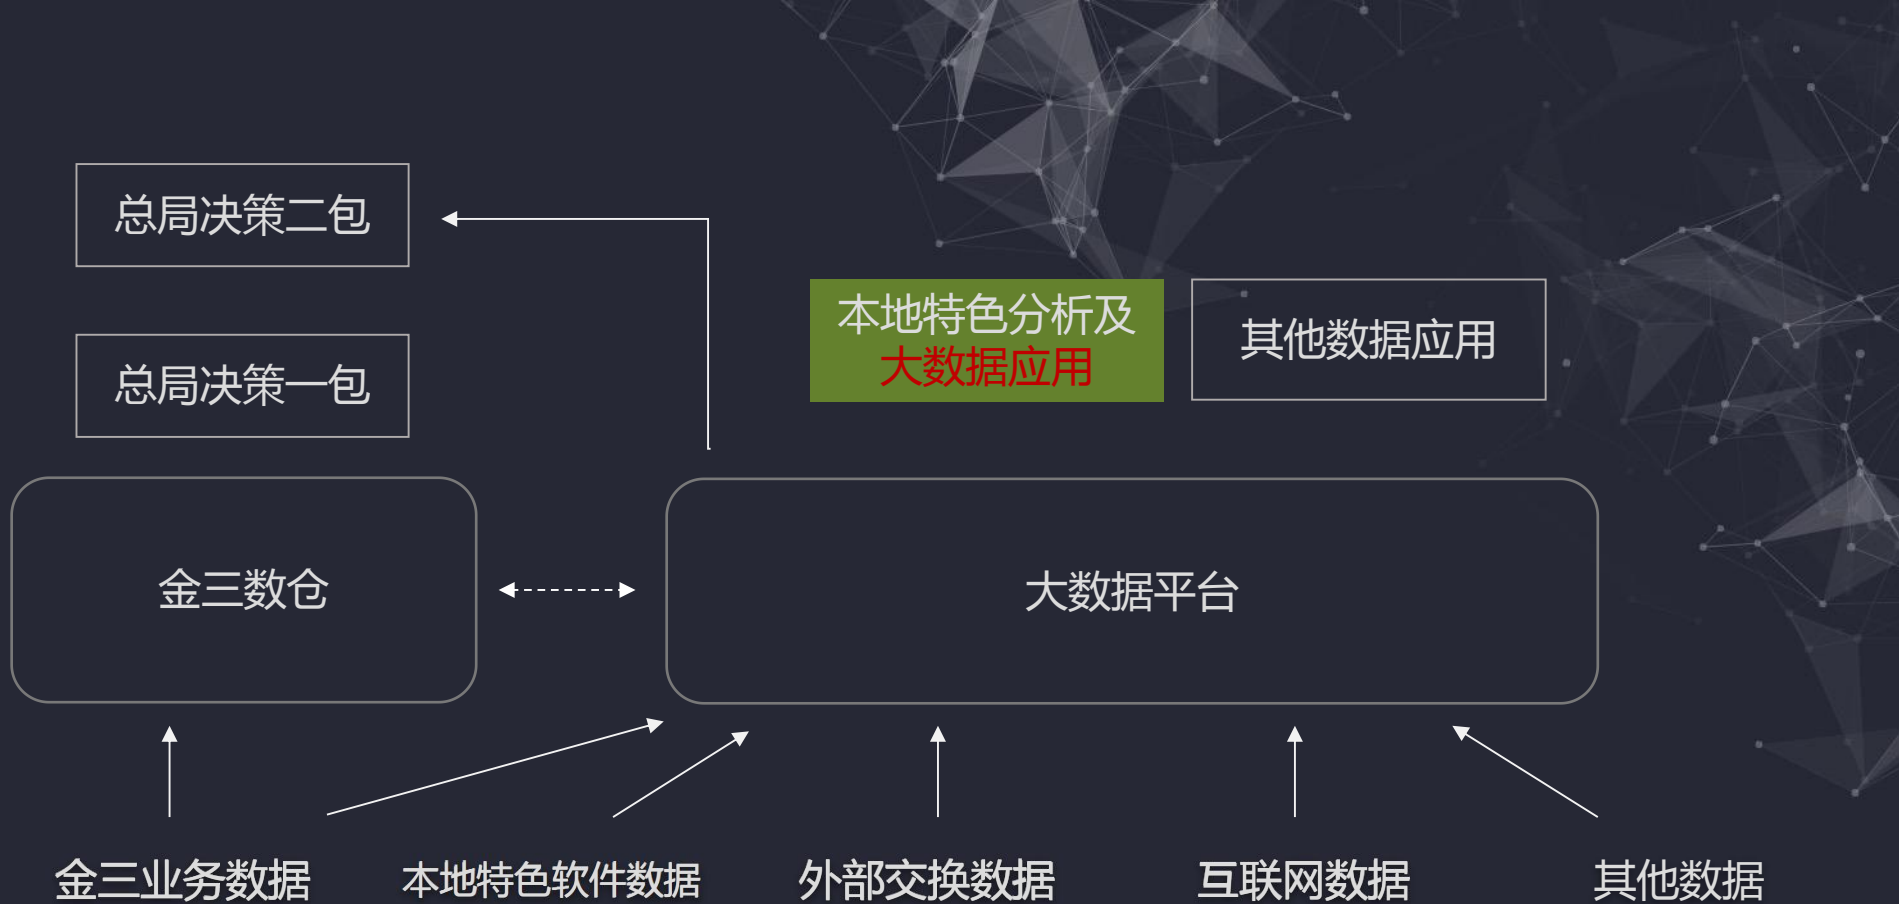 总局决策二包
总局决策一包
本地特色分析及
大数据应用
其他数据应用
金三数仓
大数据平台
金三业务数据
本地特色软件数据
外部交换数据
互联网数据
其他数据